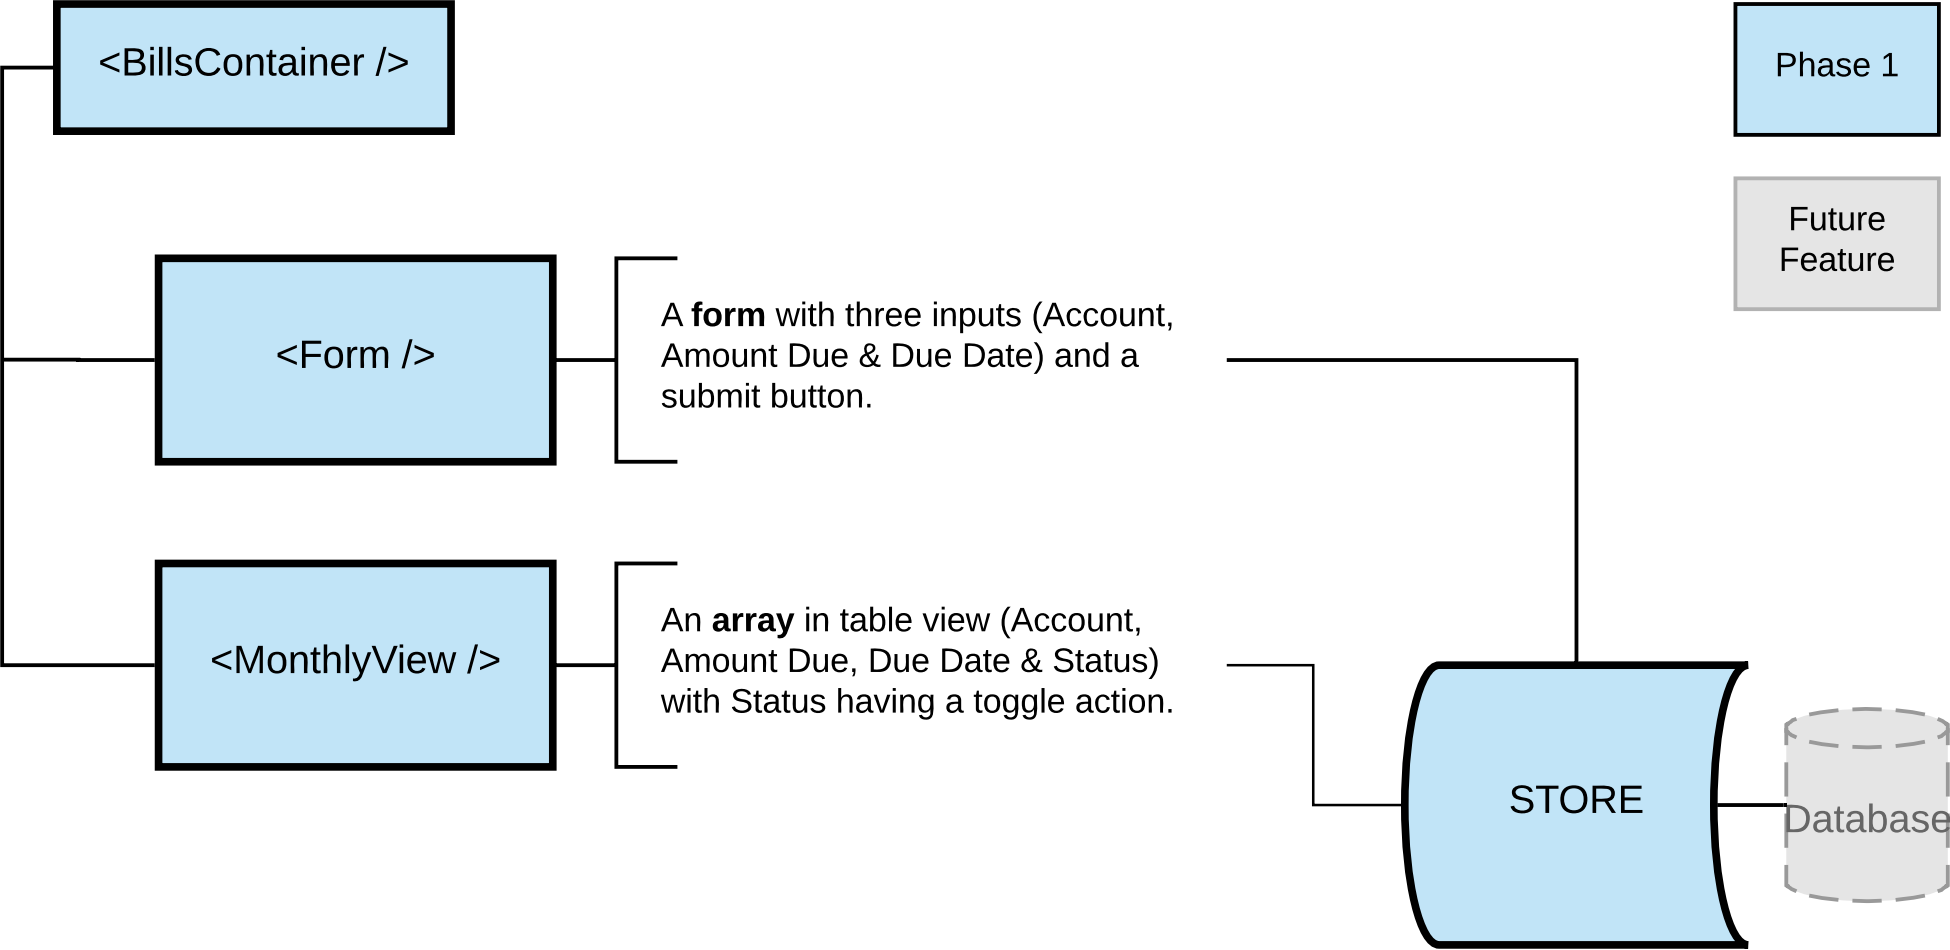 <BillsContainer />
Phase 1
Future
Feature
<Form />
A form with three inputs (Account,
Amount Due & Due Date) and a
submit button.
<MonthlyView />
An array in table view (Account,
Amount Due, Due Date & Status)
with Status having a toggle action.
STORE
Database